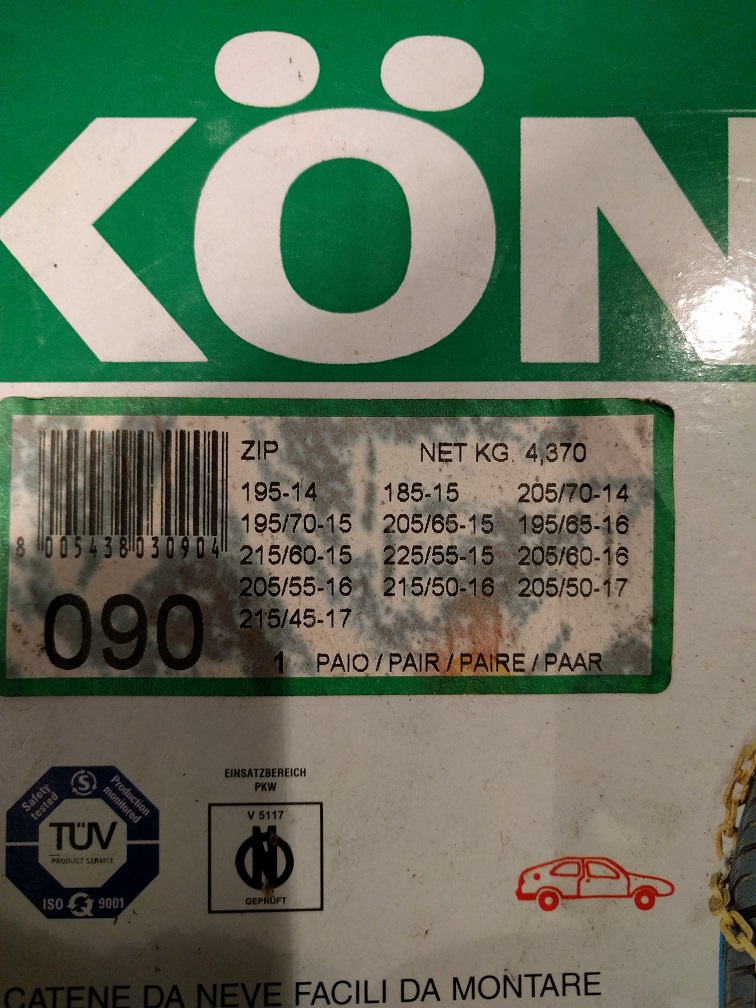 KÖN
ZIP NET KG. 4,370
195-14 185-15 205/70-14
195/70-15 205/65-15 195/65-16
215/60-15 225/55-15 205/60-16
205/55-16 215/50-16 205/50-17
215/45-17
8 005438 030904
090
1 PAIO / PAIR / PAIRE / PAAR
Safety tested
S
Production monitored
TÜV
PRODUCT SERVICE
ISO 9001
EINSATZBEREICH
PKW
V 5117
GEPRÜFT
CATENE DA NEVE FACILI DA MONTARE